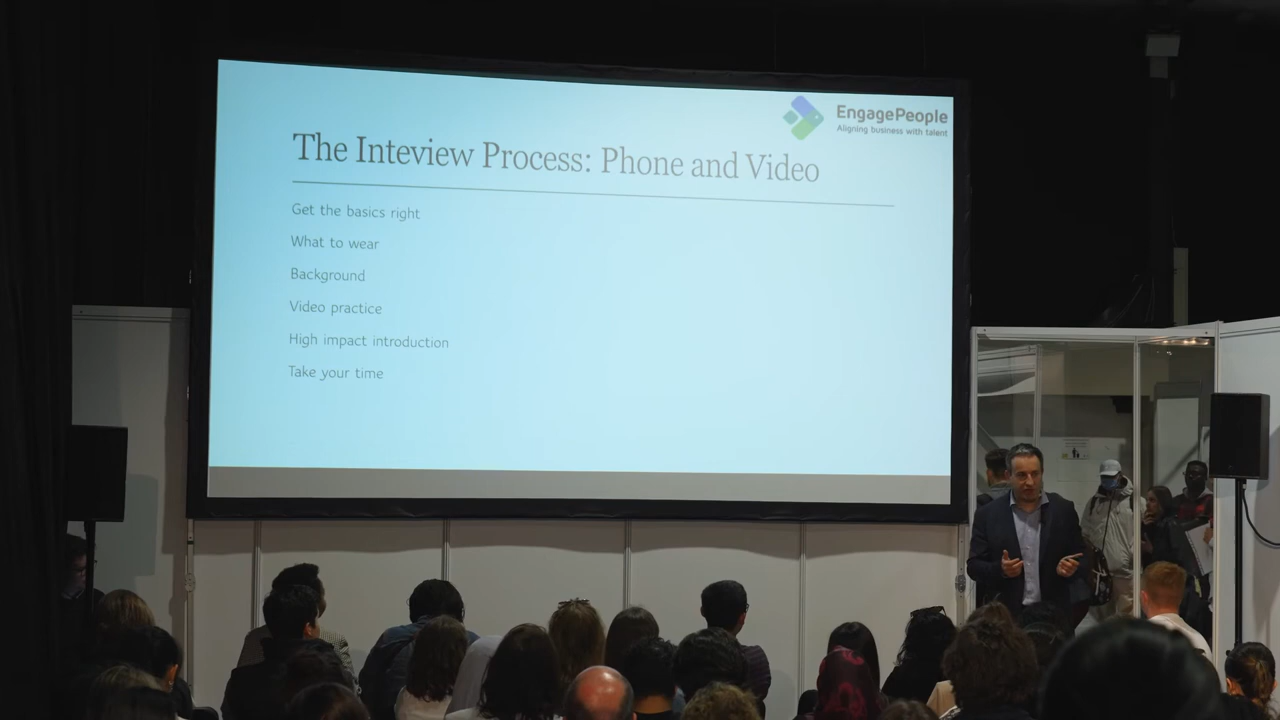 EngagePeople
Aligning business with talent
The Inteview Process: Phone and Video
Get the basics right
What to wear
Background
Video practice
High impact introduction
Take your time